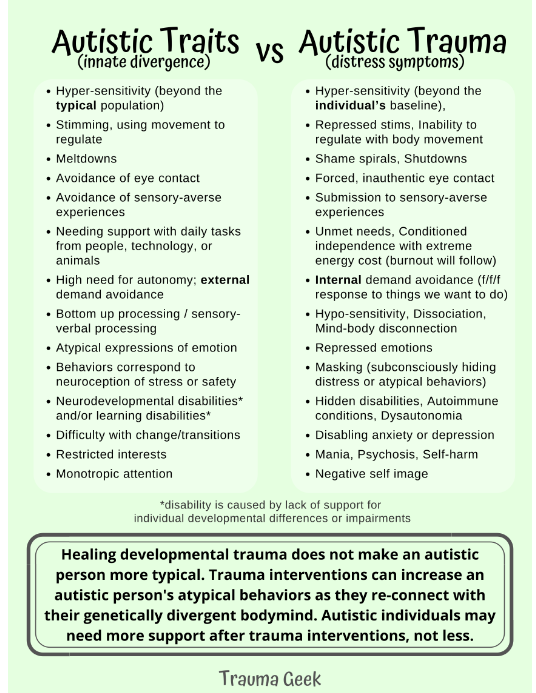 Autistic Traits
(innate divergence)
vs
Autistic Trauma
(distress symptoms)
• Hyper-sensitivity (beyond the
typical population)
• Stimming, using movement to
regulate
• Meltdowns
• Avoidance of eye contact
• Avoidance of sensory-averse
experiences
• Needing support with daily tasks
from people, technology, or
animals
• High need for autonomy; external
demand avoidance
• Bottom up processing / sensory-
verbal processing
• Atypical expressions of emotion
• Behaviors correspond to
neuroception of stress or safety
• Neurodevelopmental disabilities*
and/or learning disabilities*
• Difficulty with change/transitions
• Restricted interests
• Monotropic attention
• Hyper-sensitivity (beyond the
individual's baseline),
• Repressed stims, Inability to
regulate with body movement
• Shame spirals, Shutdowns
• Forced, inauthentic eye contact
• Submission to sensory-averse
experiences
• Unmet needs, Conditioned
independence with extreme
energy cost (burnout will follow)
• Internal demand avoidance (f/f/f
response to things we want to do)
• Hypo-sensitivity, Dissociation,
Mind-body disconnection
• Repressed emotions
• Masking (subconsciously hiding
distress or atypical behaviors)
• Hidden disabilities, Autoimmune
conditions, Dysautonomia
• Disabling anxiety or depression
• Mania, Psychosis, Self-harm
• Negative self image
*disability is caused by lack of support for
individual developmental differences or impairments
Healing developmental trauma does not make an autistic
person more typical. Trauma interventions can increase an
autistic person's atypical behaviors as they re-connect with
their genetically divergent bodymind. Autistic individuals may
need more support after trauma interventions, not less.
Trauma Geek